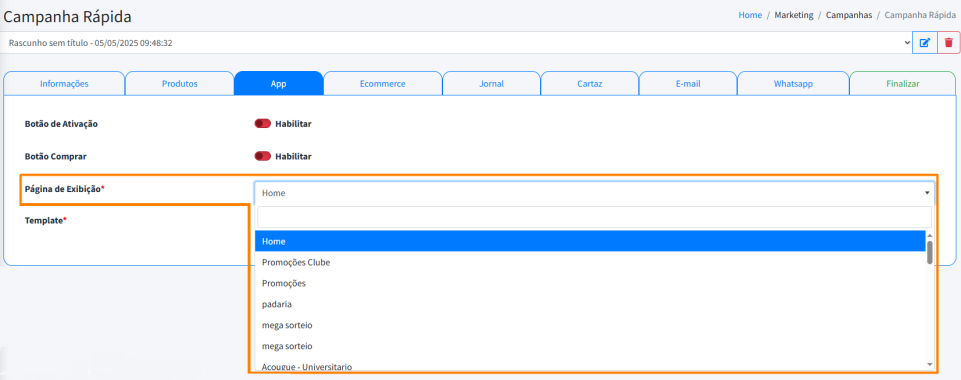 Campanha Rápida
Home / Marketing / Campanhas / Campanha Rápida
Rascunho sem título - 05/05/2025 09:48:32
Informações Produtos App Ecommerce Jornal Cartaz E-mail Whatsapp Finalizar
Botão de Ativação Habilitar
Botão Comprar Habilitar
Página de Exibição* Home
Template*
Home
Promoções Clube
Promoções
padaria
mega sorteio
mega sorteio
Acougue - Universitario